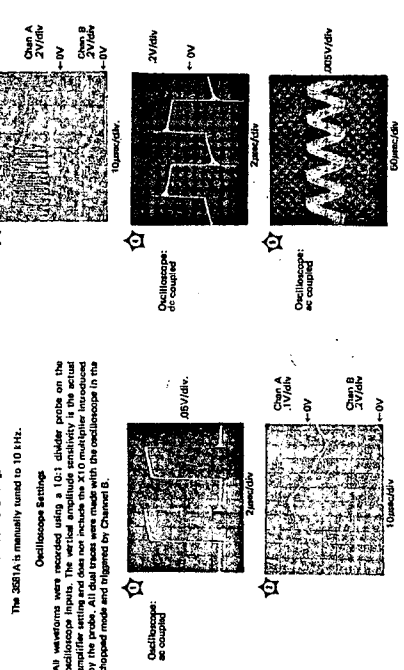 The 3581A is manually tuned to 10 kHz.
Oscilloscope Settings
All waveforms were recorded using a 10:1 divider probe on the
oscilloscope inputs. The vertical amplitude sensitivity is the actual
amplifier setting and does not include the X10 multiplier introduced
by the probe. All dual traces were made with the oscilloscope in the
chopped mode and triggered by Channel B.
Oscilloscope:
ac coupled
.05V/div.
2µsec/div
Chan A
.1V/div
←0V
Chan B
.2V/div
←0V
10µsec/div
Chan A
.2V/div
←0V
Chan B
.2V/div
←0V
10µsec/div.
Oscilloscope:
dc coupled
.2V/div
← 0V
2µsec/div
Oscilloscope:
ac coupled
.005V/div
50µsec/div